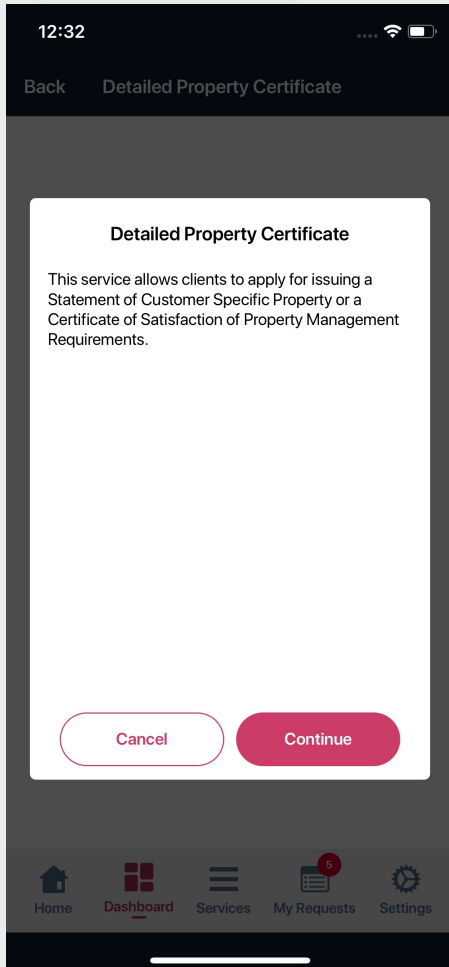 12:32
Back Detailed Property Certificate
Detailed Property Certificate
This service allows clients to apply for issuing a
Statement of Customer Specific Property or a
Certificate of Satisfaction of Property Management
Requirements.
Cancel Continue
5
Home Dashboard Services My Requests Settings